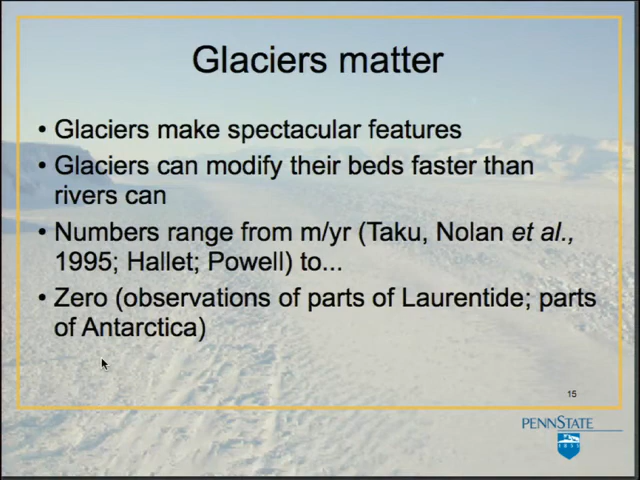 Glaciers matter
• Glaciers make spectacular features
• Glaciers can modify their beds faster than
rivers can
• Numbers range from m/yr (Taku, Nolan et al.,
1995; Hallet; Powell) to...
• Zero (observations of parts of Laurentide; parts
of Antarctica)
15
PENNSTATE
1855